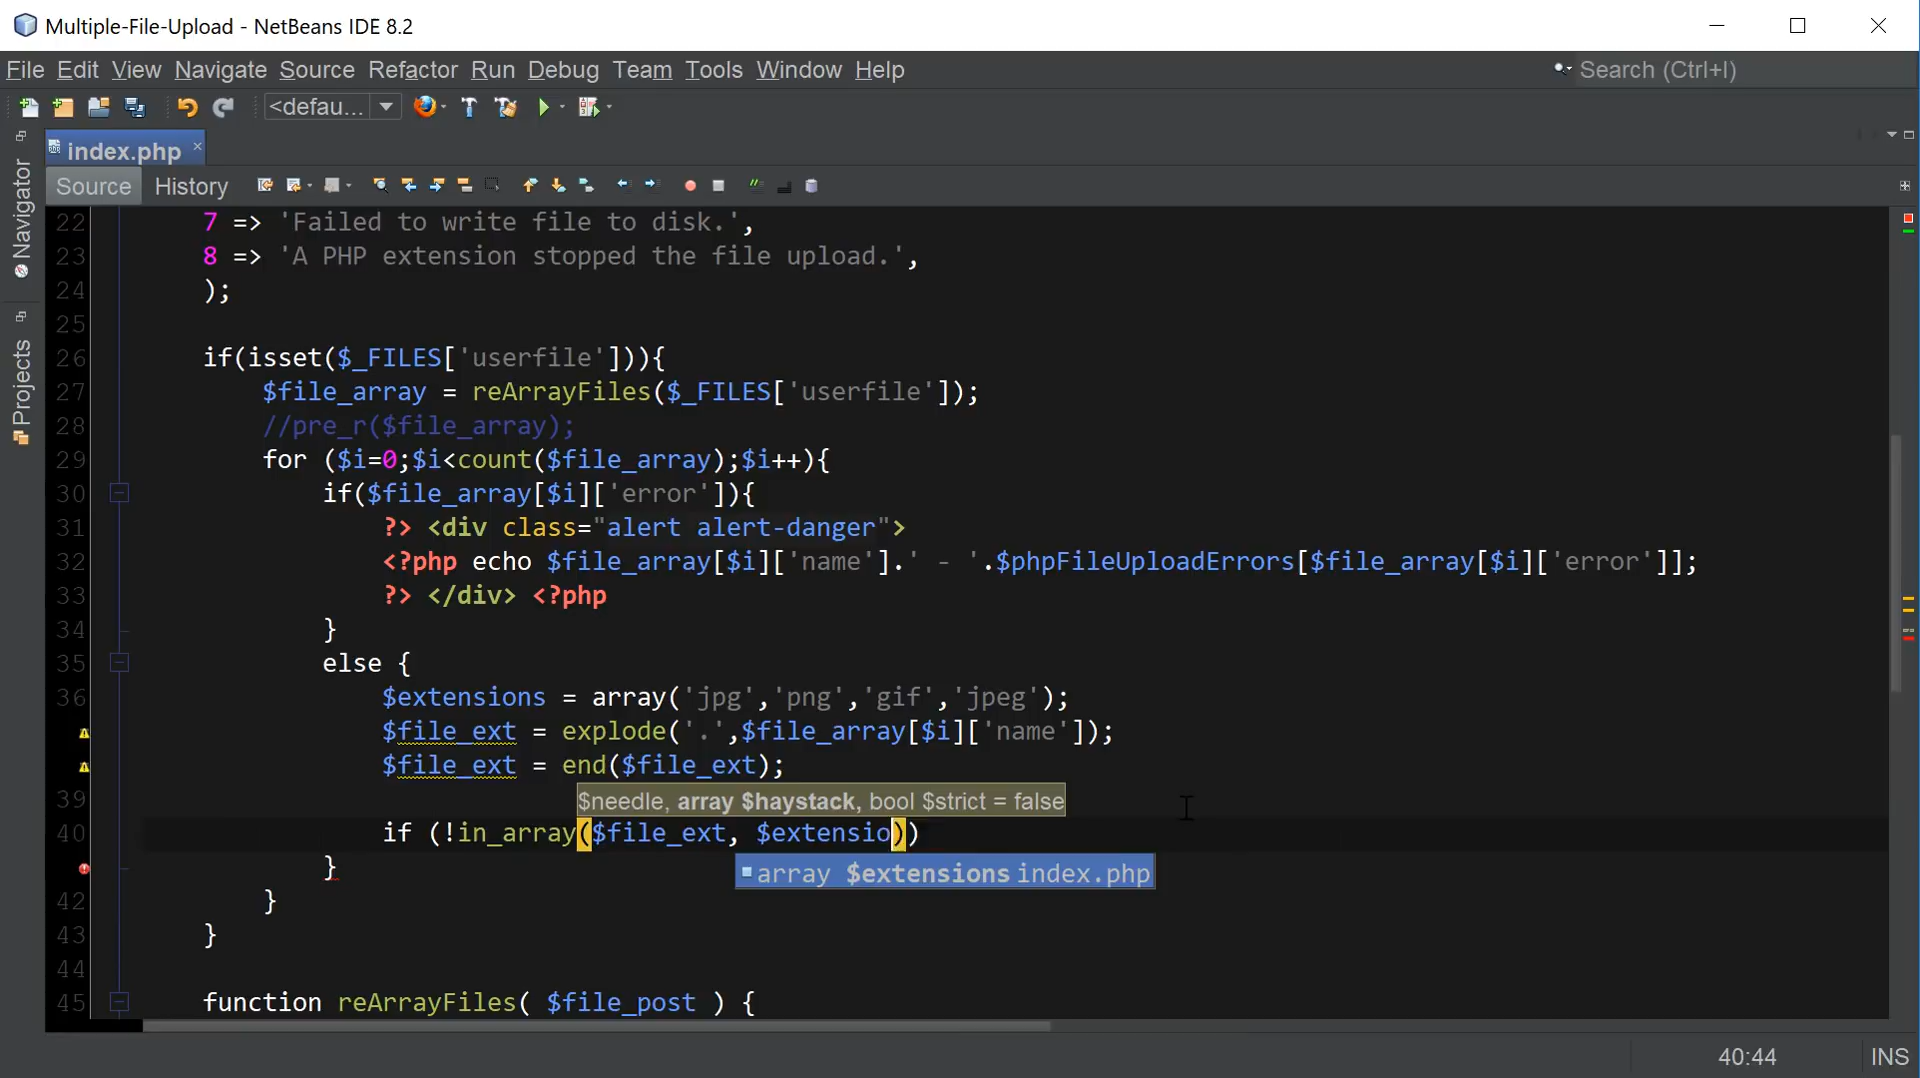 Multiple-File-Upload - NetBeans IDE 8.2
File Edit View Navigate Source Refactor Run Debug Team Tools Window Help
Search (Ctrl+I)
<defau...
index.php
Source History
Navigator
Projects
22 7 => 'Failed to write file to disk.',
23 8 => 'A PHP extension stopped the file upload.',
24 );
25
26 if(isset($_FILES['userfile'])){
27 $file_array = reArrayFiles($_FILES['userfile']);
28 //pre_r($file_array);
29 for ($i=0;$i<count($file_array);$i++){
30 if($file_array[$i]['error']){
31 ?> <div class="alert alert-danger">
32 <?php echo $file_array[$i]['name'].' - '.$phpFileUploadErrors[$file_array[$i]['error']];
33 ?> </div> <?php
34 }
35 else {
36 $extensions = array('jpg','png','gif','jpeg');
$file_ext = explode('.',$file_array[$i]['name']);
$file_ext = end($file_ext);
39
$needle, array $haystack, bool $strict = false
40 if (!in_array($file_ext, $extensio))
}
array $extensions index.php
42 }
43 }
44
45 function reArrayFiles( $file_post ) {
40:44 INS